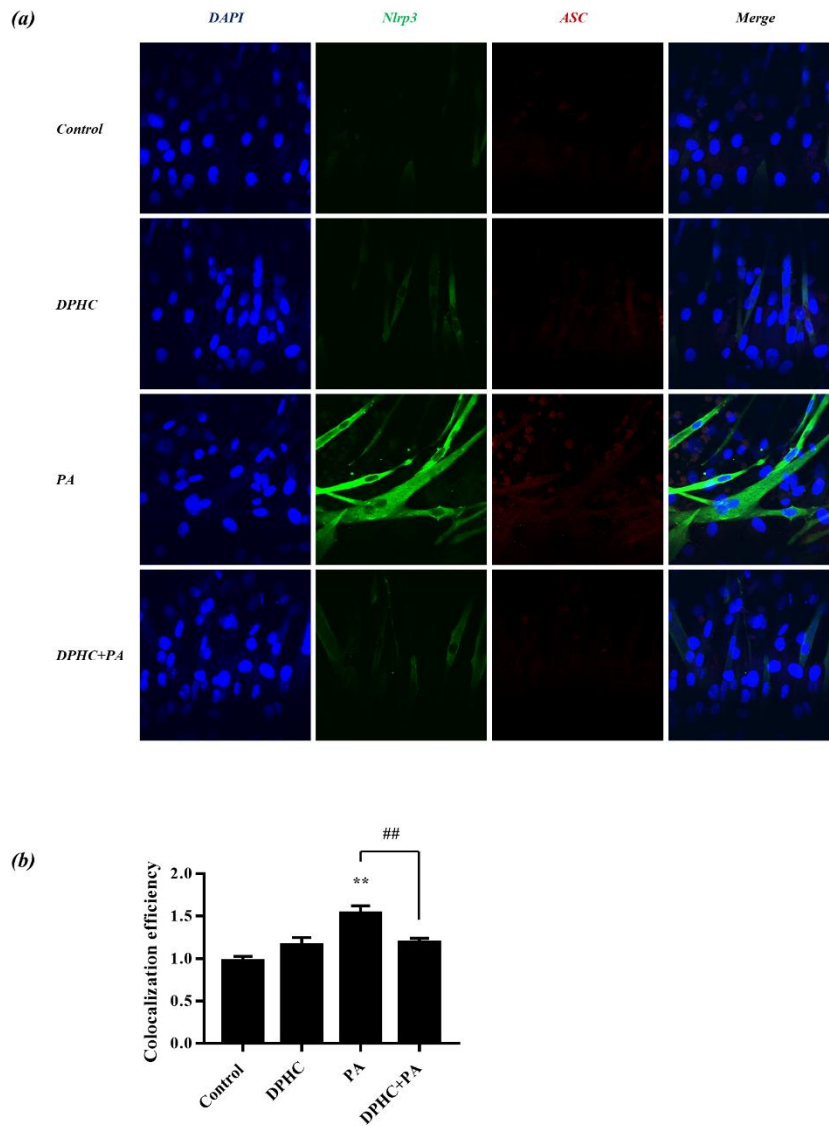 (a)
DAPI Nlrp3 ASC Merge
Control
DPHC
PA
DPHC+PA
(b)
##
**
Colocalization efficiency
2.0
1.5
1.0
0.5
0.0
Control DPHC PA DPHC+PA